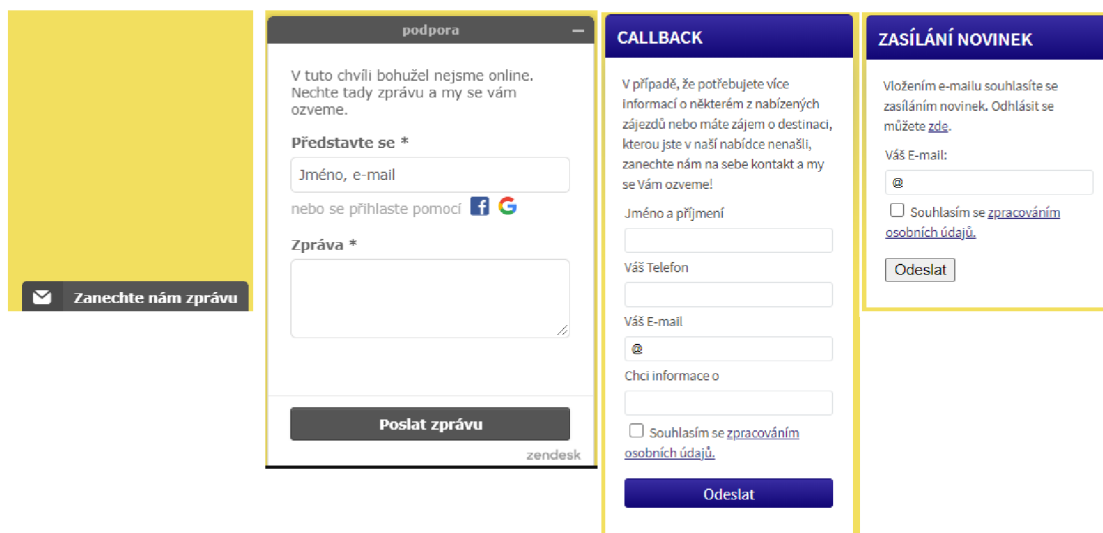 Zanechte nám zprávu
podpora
V tuto chvíli bohužel nejsme online.
Nechte tady zprávu a my se vám
ozveme.
Představte se *
Jméno, e-mail
nebo se přihlaste pomocí
Zpráva *
Poslat zprávu
zendesk
CALLBACK
V případě, že potřebujete více
informací o některém z nabízených
zájezdů nebo máte zájem o destinaci,
kterou jste v naší nabídce nenašli,
zanechte nám na sebe kontakt a my
se Vám ozveme!
Jméno a příjmení
Váš Telefon
Váš E-mail
@
Chci informace o
Souhlasím se zpracováním
osobních údajů.
Odeslat
ZASÍLÁNÍ NOVINEK
Vložením e-mailu souhlasíte se
zasíláním novinek. Odhlásit se
můžete zde.
Váš E-mail:
@
Souhlasím se zpracováním
osobních údajů.
Odeslat